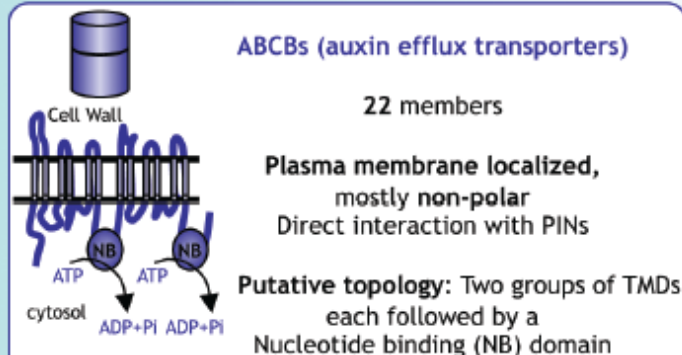 ABCBs (auxin efflux transporters)
22 members
Plasma membrane localized,
mostly non-polar
Direct interaction with PINs
Putative topology: Two groups of TMDs
each followed by a
Nucleotide binding (NB) domain
Cell Wall
NB NB
ATP ATP
cytosol
ADP+Pi ADP+Pi